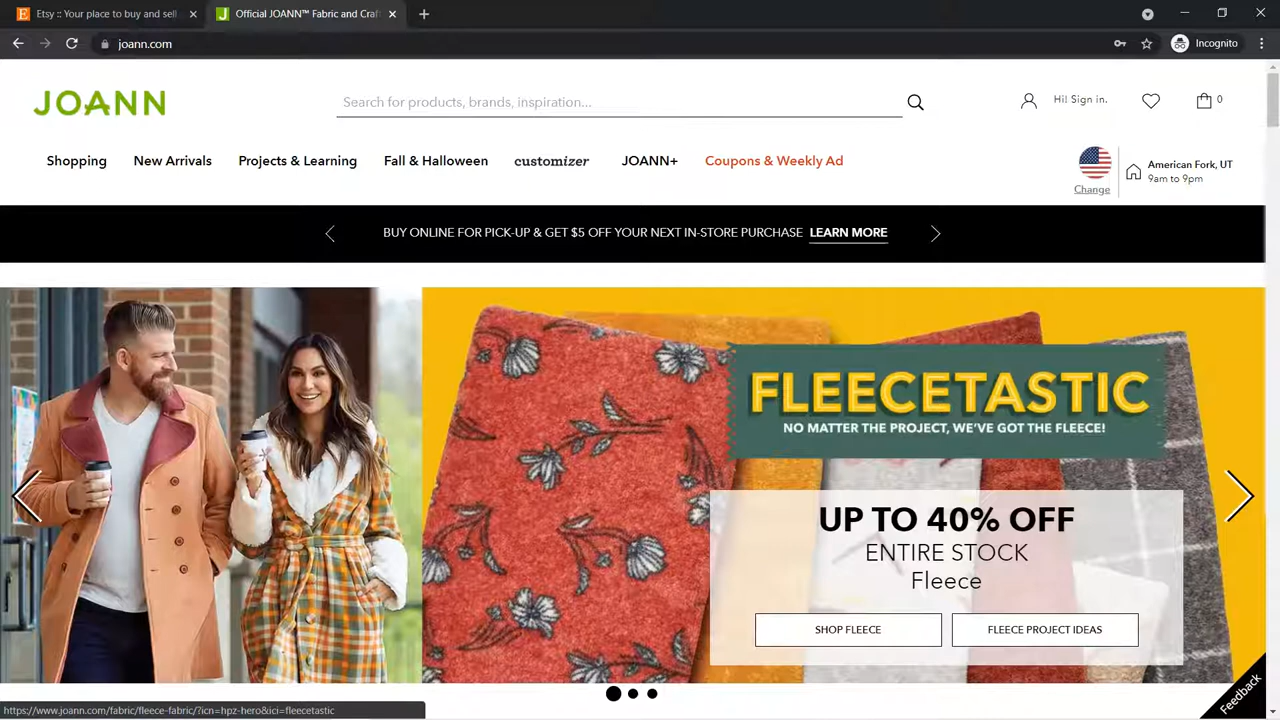 Etsy :: Your place to buy and sell
Official JOANN™ Fabric and Craf
joann.com
Incognito
JOANN
Search for products, brands, inspiration...
Hi! Sign in.
0
Shopping
New Arrivals
Projects & Learning
Fall & Halloween
customizer
JOANN+
Coupons & Weekly Ad
Change
American Fork, UT
9am to 9pm
BUY ONLINE FOR PICK-UP & GET $5 OFF YOUR NEXT IN-STORE PURCHASE LEARN MORE
FLEECETASTIC
NO MATTER THE PROJECT, WE'VE GOT THE FLEECE!
UP TO 40% OFF
ENTIRE STOCK
Fleece
SHOP FLEECE
FLEECE PROJECT IDEAS
Feedback
https://www.joann.com/fabric/fleece-fabric/?icn=hpz-hero&ici=fleecetastic